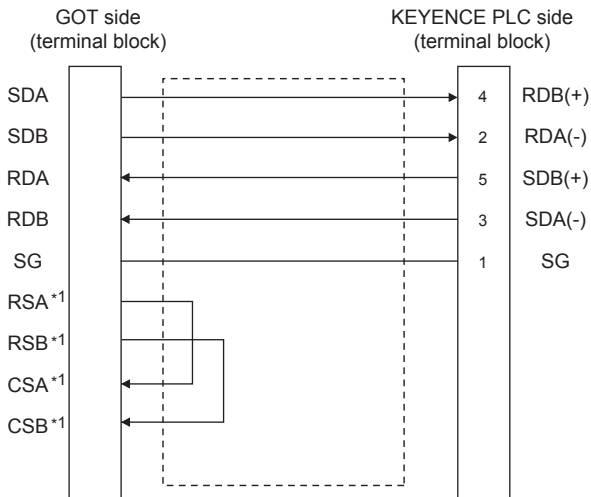 GOT side
(terminal block)
KEYENCE PLC side
(terminal block)
SDA 4 RDB(+)
SDB 2 RDA(-)
RDA 5 SDB(+)
RDB 3 SDA(-)
SG 1 SG
RSA*1
RSB*1
CSA*1
CSB*1